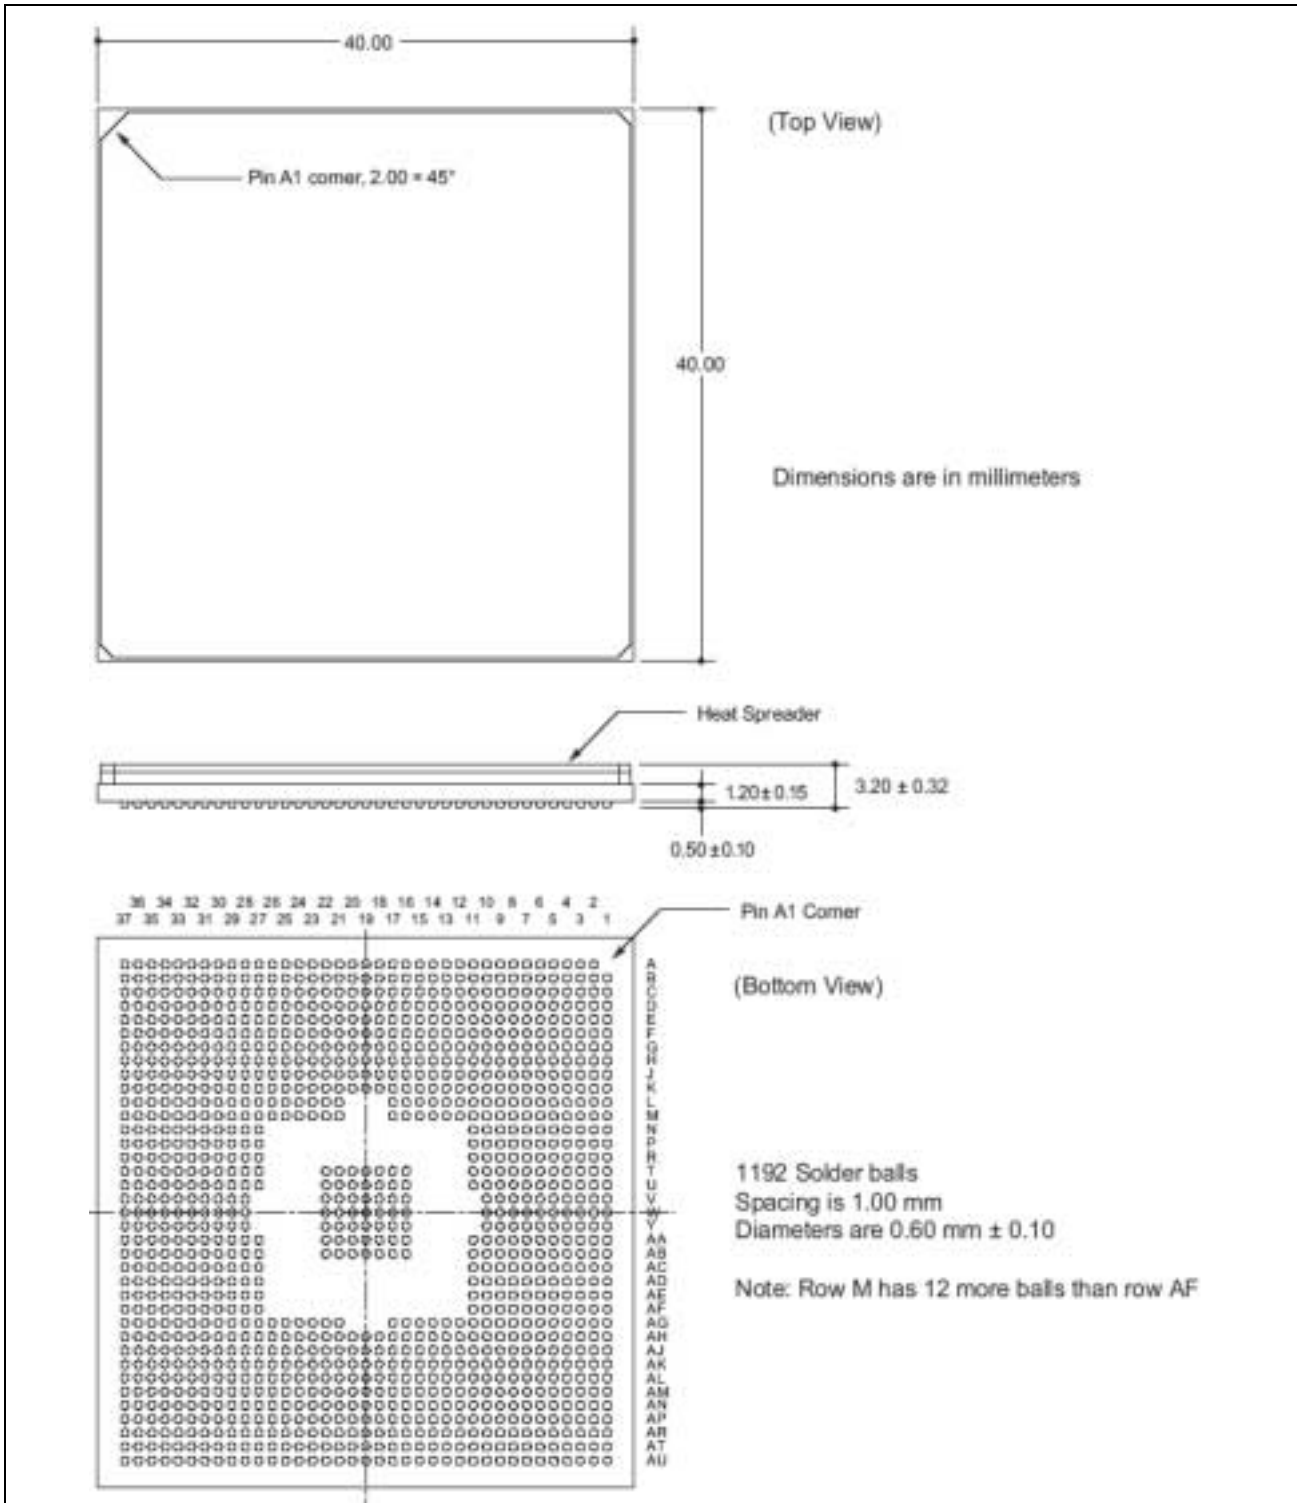 40.00
(Top View)
Pin A1 corner, 2.00 × 45°
40.00
Dimensions are in millimeters
Heat Spreader
1.20 ± 0.15
3.20 ± 0.32
0.50 ± 0.10
36 34 32 30 28 26 24 22 20 18 16 14 12 10 8 6 4 2
37 35 33 31 29 27 25 23 21 19 17 15 13 11 9 7 5 3 1
Pin A1 Corner
A
(Bottom View)
B
C
D
E
F
G
H
J
K
L
M
N
P
R
T
1192 Solder balls
U
V
Spacing is 1.00 mm
W
Y
Diameters are 0.60 mm ± 0.10
AA
AB
AC
AD
AE
Note: Row M has 12 more balls than row AF
AF
AG
AH
AJ
AK
AL
AM
AN
AP
AR
AT
AU